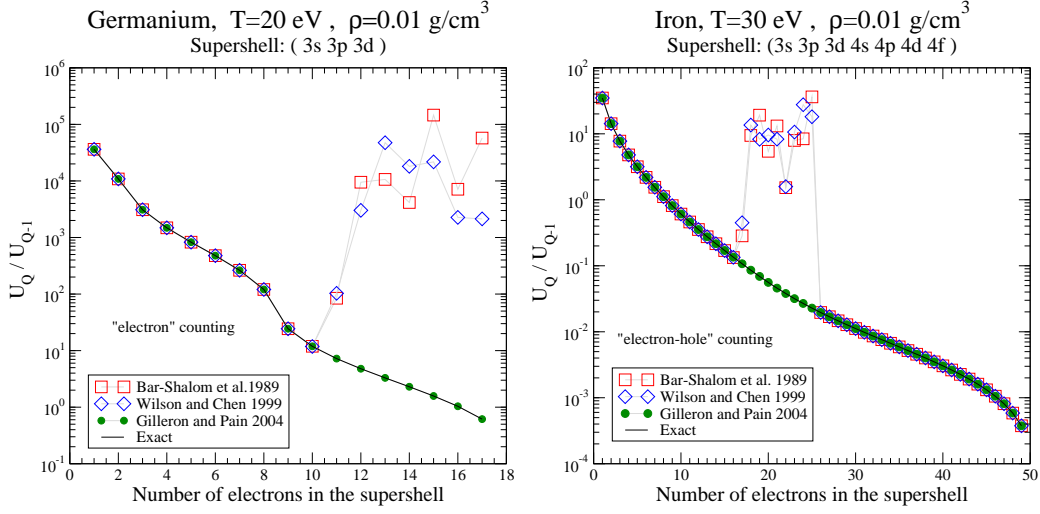 Germanium, T=20 eV , ρ=0.01 g/cm3
Supershell: ( 3s 3p 3d )
10^6
10^5
10^4
10^3
10^2
10^1
10^0
10^-1
U_Q / U_Q-1
"electron" counting
Bar-Shalom et al.1989
Wilson and Chen 1999
Gilleron and Pain 2004
Exact
0 2 4 6 8 10 12 14 16 18
Number of electrons in the supershell
Iron, T=30 eV , ρ=0.01 g/cm3
Supershell: (3s 3p 3d 4s 4p 4d 4f )
10^2
10^1
10^0
10^-1
10^-2
10^-3
10^-4
U_Q / U_Q-1
"electron-hole" counting
Bar-Shalom et al. 1989
Wilson and Chen 1999
Gilleron and Pain 2004
Exact
0 10 20 30 40 50
Number of electrons in the supershell